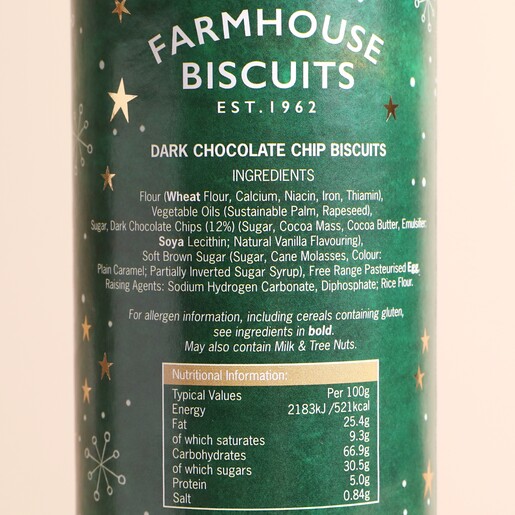 FARMHOUSE
BISCUITS
EST.1962
DARK CHOCOLATE CHIP BISCUITS
INGREDIENTS
Flour (Wheat Flour, Calcium, Niacin, Iron, Thiamin),
Vegetable Oils (Sustainable Palm, Rapeseed),
Sugar, Dark Chocolate Chips (12%) (Sugar, Cocoa Mass, Cocoa Butter, Emulsifier:
Soya Lecithin; Natural Vanilla Flavouring),
Soft Brown Sugar (Sugar, Cane Molasses, Colour:
Plain Caramel; Partially Inverted Sugar Syrup), Free Range Pasteurised Egg,
Raising Agents: Sodium Hydrogen Carbonate, Diphosphate; Rice Flour.
For allergen information, including cereals containing gluten,
see ingredients in bold.
May also contain Milk & Tree Nuts.
Nutritional Information:
Typical Values Per 100g
Energy 2183kJ /521kcal
Fat 25.4g
of which saturates 9.3g
Carbohydrates 66.9g
of which sugars 30.5g
Protein 5.0g
Salt 0.84g